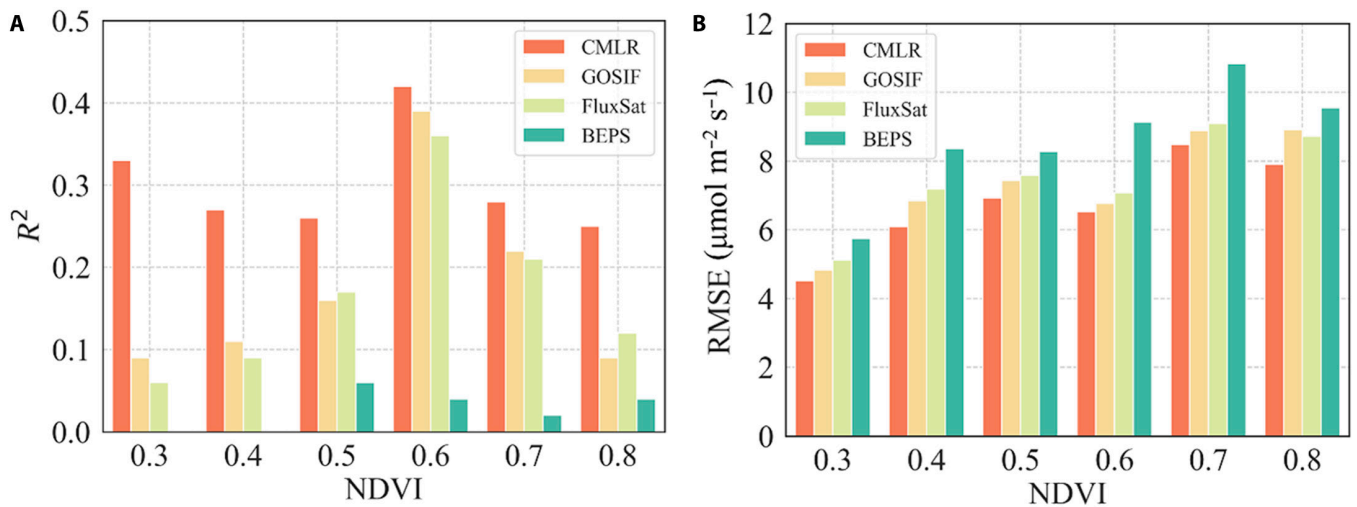 A
0.5
0.4
0.3
0.2
0.1
0.0
R²
CMLR
GOSIF
FluxSat
BEPS
0.3 0.4 0.5 0.6 0.7 0.8
NDVI
B
12
10
8
6
4
2
0
RMSE (μmol m⁻² s⁻¹)
CMLR
GOSIF
FluxSat
BEPS
0.3 0.4 0.5 0.6 0.7 0.8
NDVI